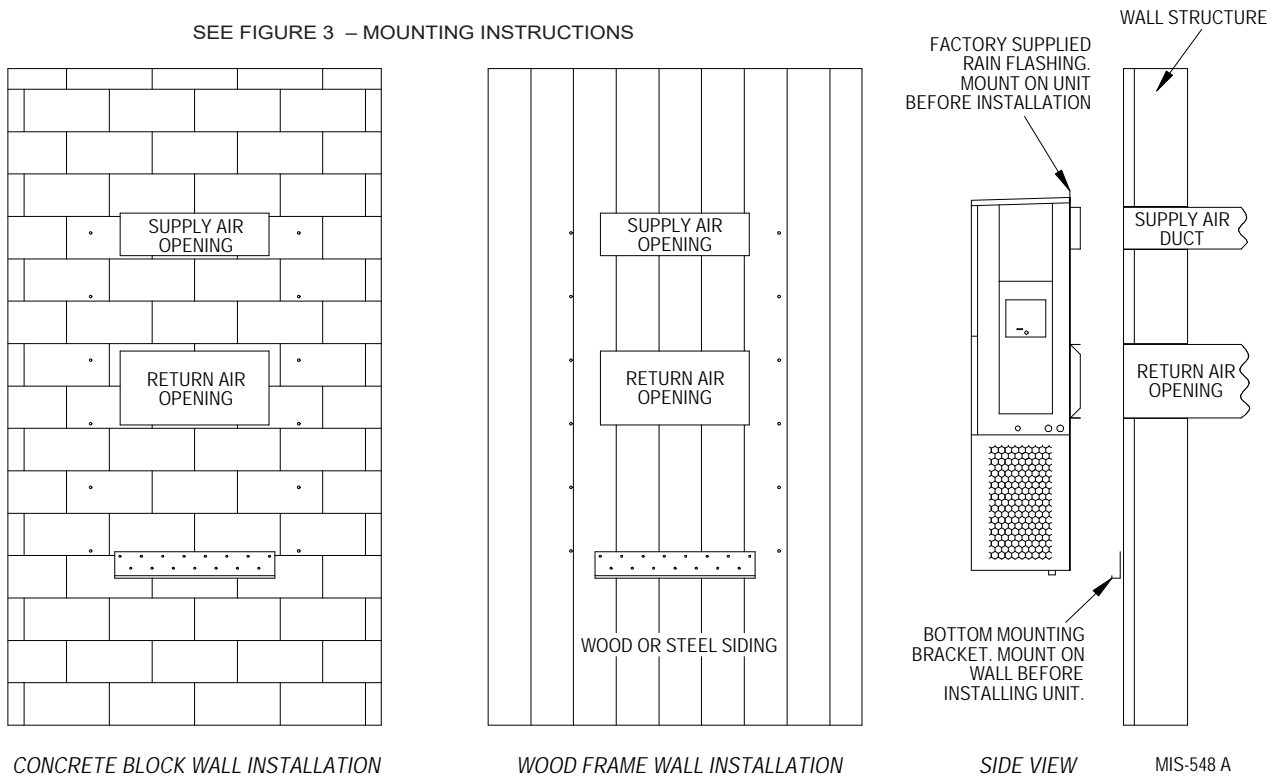 SEE FIGURE 3 – MOUNTING INSTRUCTIONS
SUPPLY AIR
OPENING
RETURN AIR
OPENING
CONCRETE BLOCK WALL INSTALLATION
SUPPLY AIR
OPENING
RETURN AIR
OPENING
WOOD OR STEEL SIDING
WOOD FRAME WALL INSTALLATION
WALL STRUCTURE
FACTORY SUPPLIED
RAIN FLASHING.
MOUNT ON UNIT
BEFORE INSTALLATION
SUPPLY AIR
DUCT
RETURN AIR
OPENING
BOTTOM MOUNTING
BRACKET. MOUNT ON
WALL BEFORE
INSTALLING UNIT.
SIDE VIEW
MIS-548 A